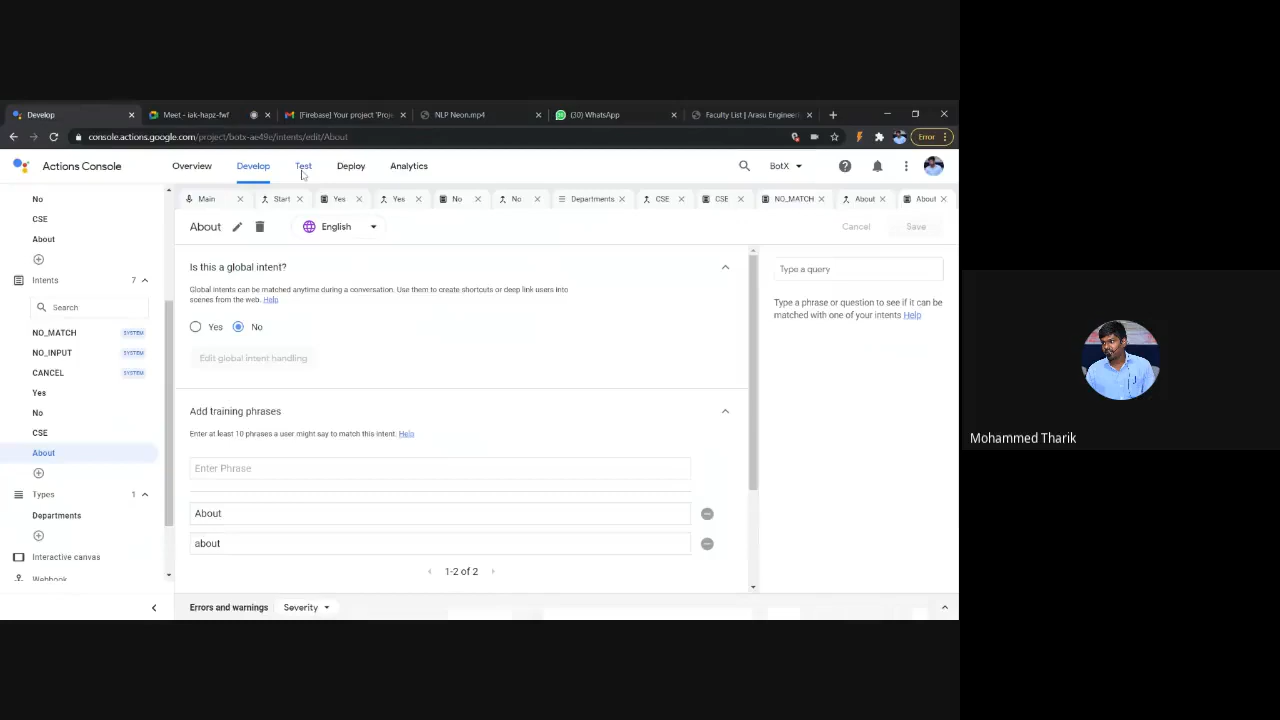 Develop
Meet - iak-hapz-fwf
[Firebase] Your project 'Proje
NLP Neon.mp4
(30) WhatsApp
Faculty List | Arasu Engineering
console.actions.google.com/project/botx-ae49e/intents/edit/About
Error
Actions Console
Overview
Develop
Test
Deploy
Analytics
BotX
Main
Start
Yes
Yes
No
No
Departments
CSE
CSE
NO_MATCH
About
About
No
CSE
About
Intents 7
Search
NO_MATCH SYSTEM
NO_INPUT SYSTEM
CANCEL SYSTEM
Yes
No
CSE
About
Types 1
Departments
Interactive canvas
Webhook
About
English
Cancel
Save
Is this a global intent?
Global intents can be matched anytime during a conversation. Use them to create shortcuts or deep link users into
scenes from the web. Help
Yes
No
Edit global intent handling
Add training phrases
Enter at least 10 phrases a user might say to match this intent. Help
Enter Phrase
About
about
1-2 of 2
Type a query
Type a phrase or question to see if it can be
matched with one of your intents Help
Errors and warnings
Severity
Mohammed Tharik